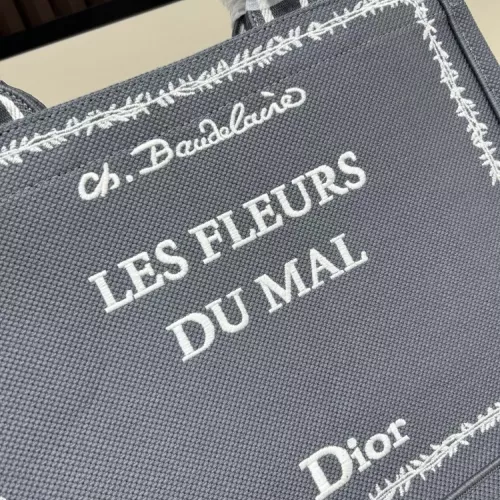 Ch. Baudelaire
LES FLEURS
DU MAL
Dior